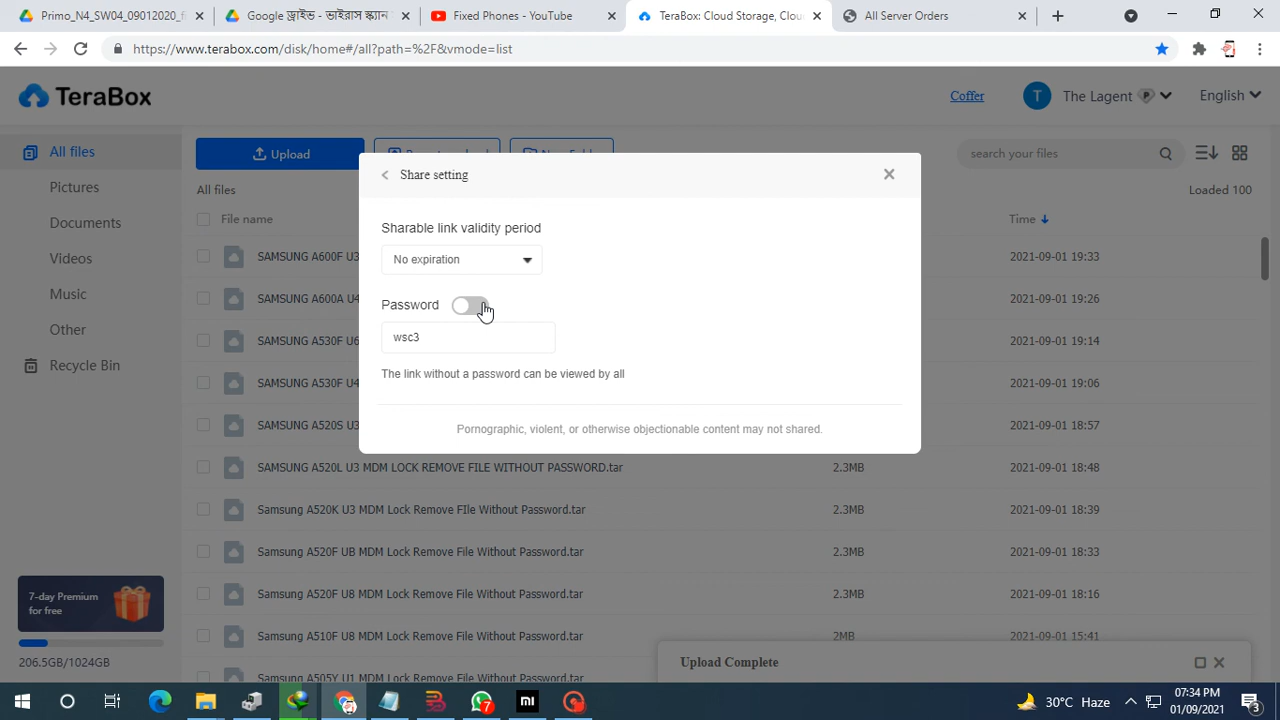 Primo_N4_SW04_09012020_f
Google ড্রাইভ - ভাইরাস স্ক্যান
Fixed Phones - YouTube
TeraBox: Cloud Storage, Clou
All Server Orders
https://www.terabox.com/disk/home#/all?path=%2F&vmode=list
TeraBox
Coffer
T
The Lagent
English
All files
Pictures
Documents
Videos
Music
Other
Recycle Bin
7-day Premium
for free
206.5GB/1024GB
Upload
search your files
All files
Loaded 100
File name
Time
SAMSUNG A600F U3
2021-09-01 19:33
SAMSUNG A600A U4
2021-09-01 19:26
SAMSUNG A530F U6
2021-09-01 19:14
SAMSUNG A530F U4
2021-09-01 19:06
SAMSUNG A520S U3
2021-09-01 18:57
SAMSUNG A520L U3 MDM LOCK REMOVE FILE WITHOUT PASSWORD.tar
2.3MB
2021-09-01 18:48
Samsung A520K U3 MDM Lock Remove FIle Without Password.tar
2.3MB
2021-09-01 18:39
Samsung A520F UB MDM Lock Remove File Without Password.tar
2.3MB
2021-09-01 18:33
Samsung A520F U8 MDM Lock Remove File Without Password.tar
2.3MB
2021-09-01 18:16
Samsung A510F U8 MDM Lock Remove File Without Password.tar
2MB
2021-09-01 15:41
Samsung A505Y U1 MDM Lock Remove File Without Password.tar
Share setting
Sharable link validity period
No expiration
Password
wsc3
The link without a password can be viewed by all
Pornographic, violent, or otherwise objectionable content may not shared.
Upload Complete
7
mi
30°C Haze
07:34 PM
01/09/2021
3